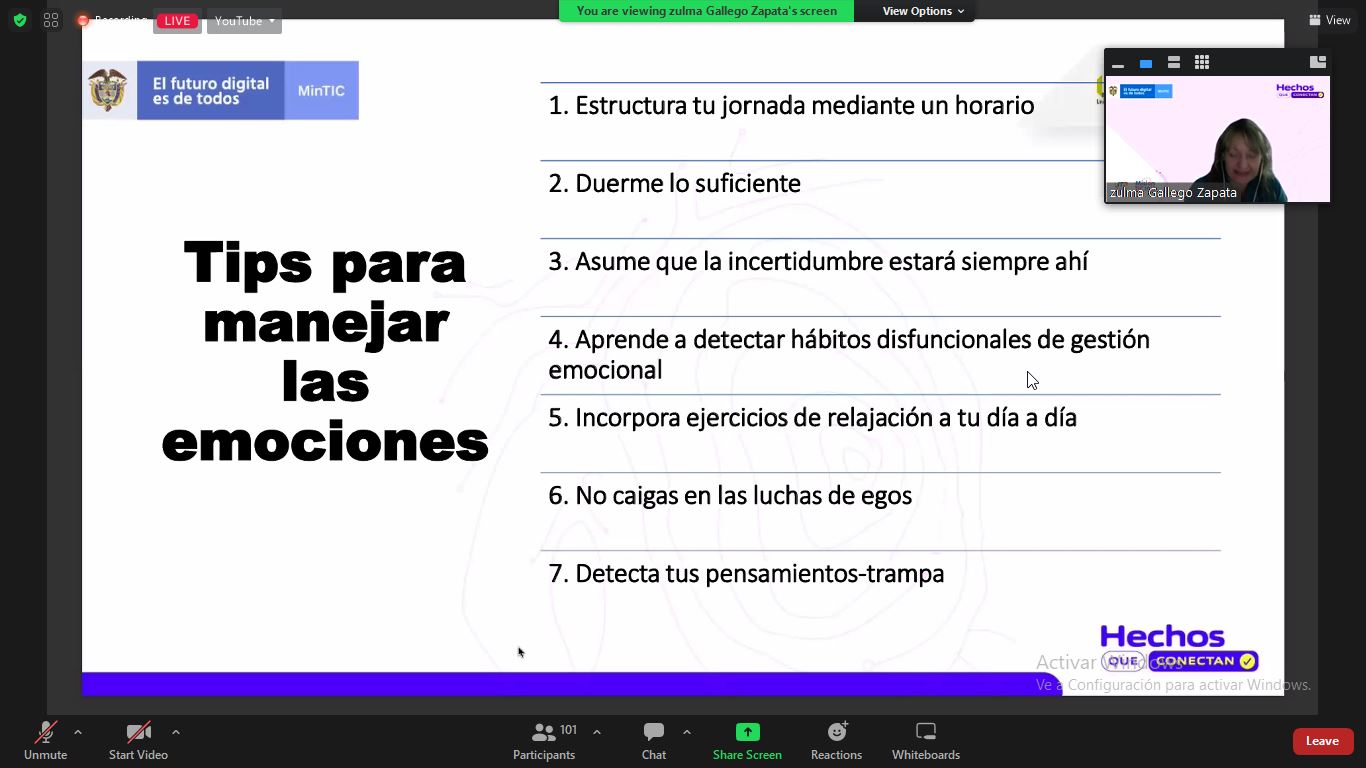 Recording
LIVE
YouTube
You are viewing zulma Gallego Zapata's screen
View Options
View
El futuro digital
es de todos
MinTIC
Tips para
manejar
las
emociones
1. Estructura tu jornada mediante un horario
2. Duerme lo suficiente
3. Asume que la incertidumbre estará siempre ahí
4. Aprende a detectar hábitos disfuncionales de gestión
emocional
5. Incorpora ejercicios de relajación a tu día a día
6. No caigas en las luchas de egos
7. Detecta tus pensamientos-trampa
El futuro digital
es de todos
Hechos
QUE CONECTAN
zulma Gallego Zapata
Hechos
QUE CONECTAN
Activar Windows
Ve a Configuración para activar Windows.
Unmute
Start Video
101
Participants
Chat
Share Screen
Reactions
Whiteboards
Leave